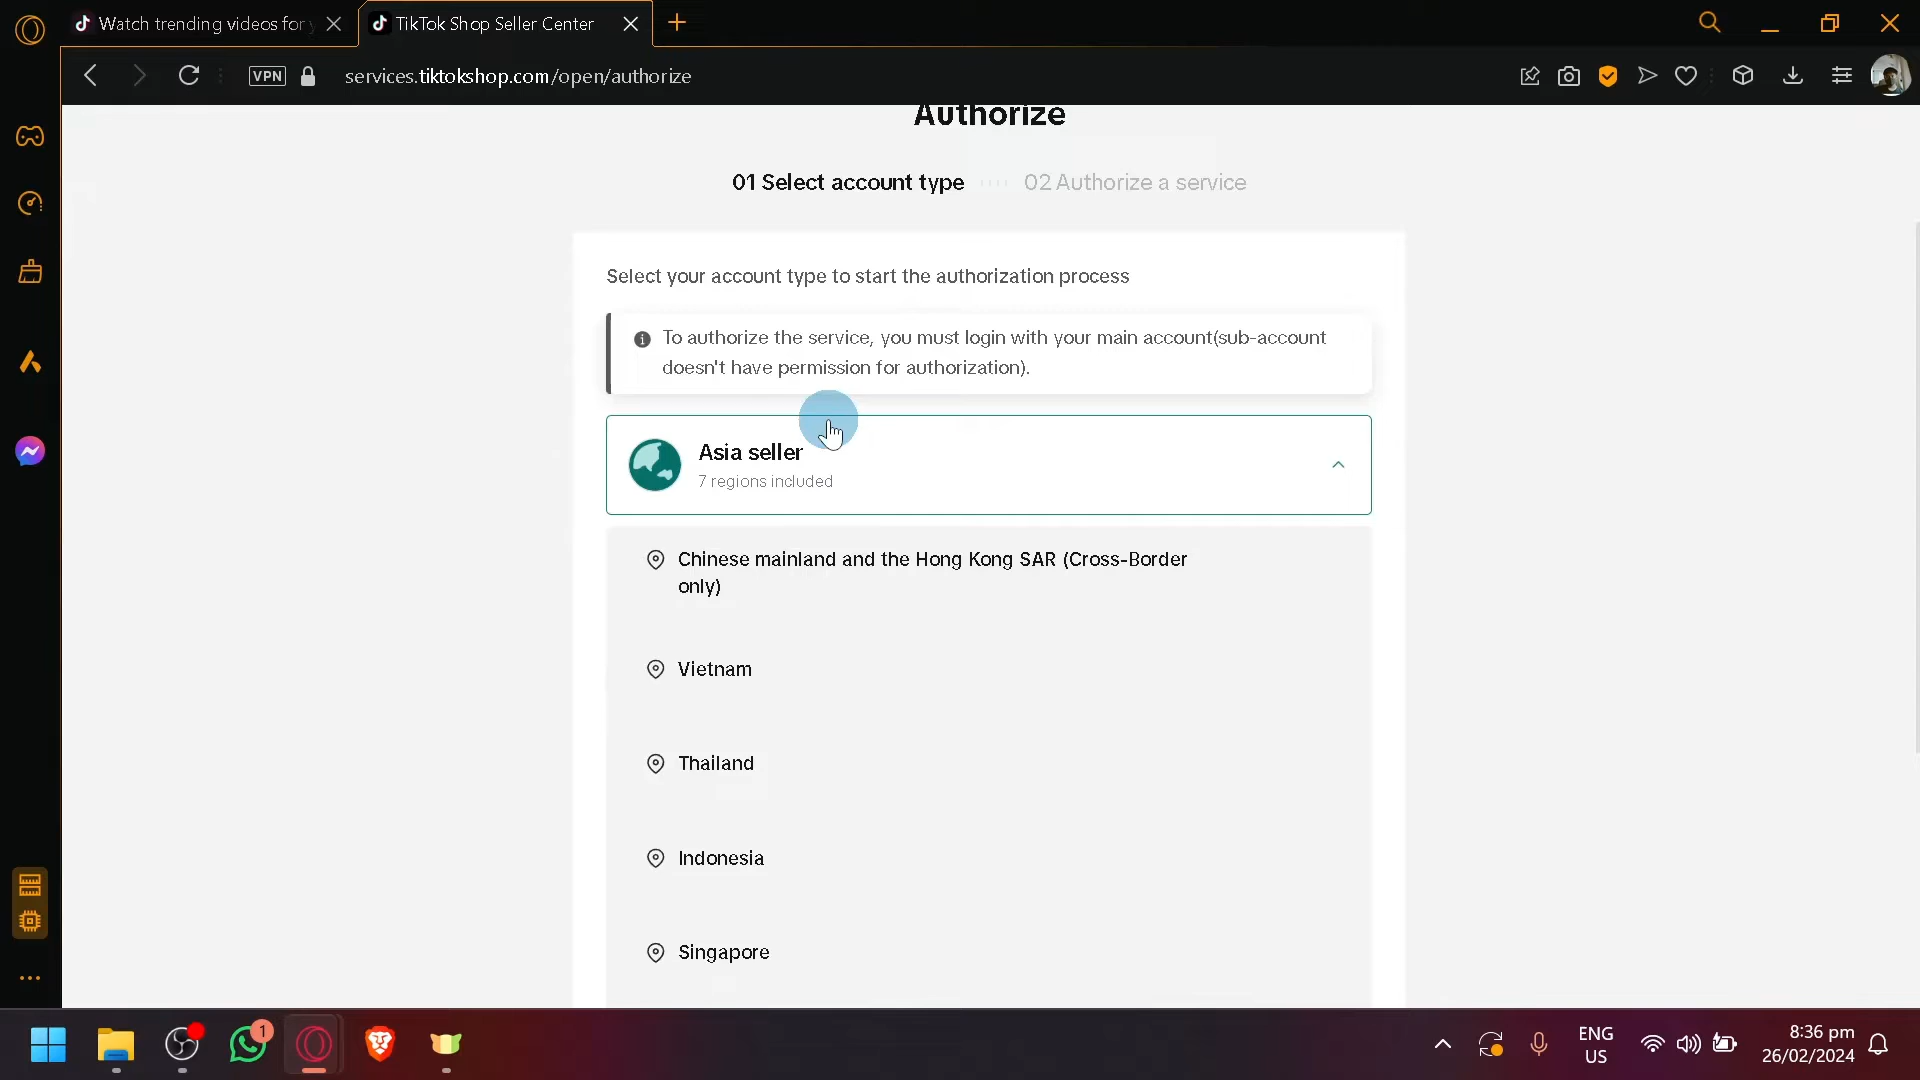 Watch trending videos for
TikTok Shop Seller Center
VPN
services.tiktokshop.com/open/authorize
Authorize
01 Select account type
02 Authorize a service
Select your account type to start the authorization process
To authorize the service, you must login with your main account(sub-account
doesn't have permission for authorization).
Asia seller
7 regions included
Chinese mainland and the Hong Kong SAR (Cross-Border
only)
Vietnam
Thailand
Indonesia
Singapore
1
ENG
US
8:36 pm
26/02/2024